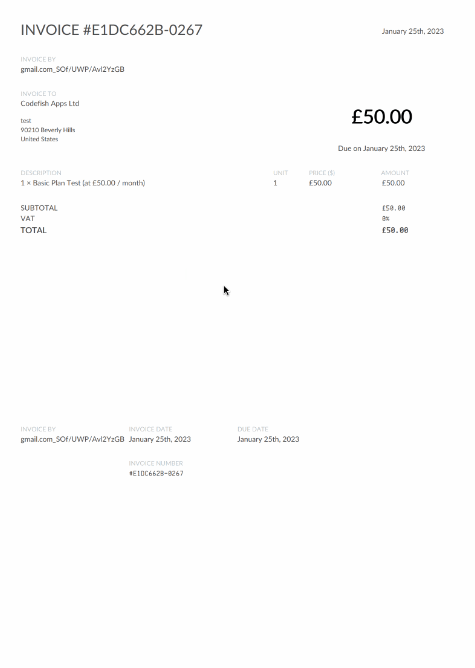 INVOICE #E1DC662B-0267
January 25th, 2023
INVOICE BY
gmail.com_SOf/UWP/AvI2YzGB
INVOICE TO
Codefish Apps Ltd
test
90210 Beverly Hills
United States
£50.00
Due on January 25th, 2023
DESCRIPTION UNIT PRICE ($) AMOUNT
1 × Basic Plan Test (at £50.00 / month) 1 £50.00 £50.00
SUBTOTAL £50.00
VAT 0%
TOTAL £50.00
INVOICE BY INVOICE DATE DUE DATE
gmail.com_SOf/UWP/AvI2YzGB January 25th, 2023 January 25th, 2023
INVOICE NUMBER
#E1DC662B-0267